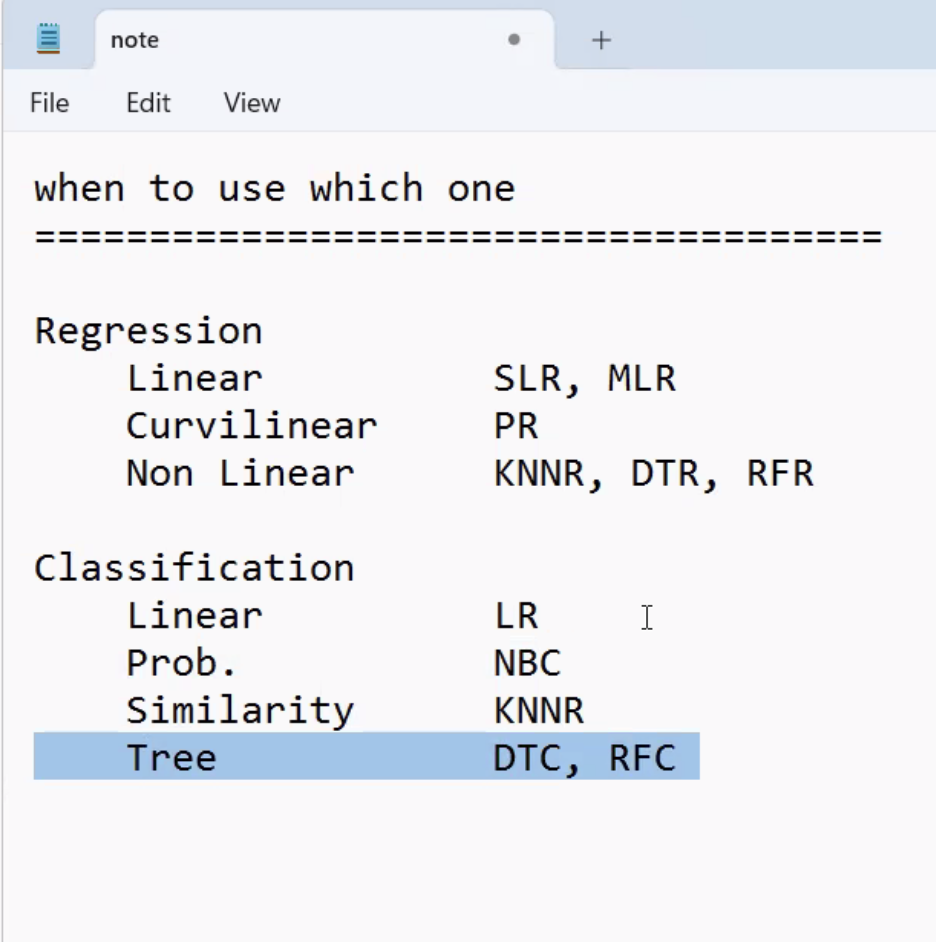 note
File Edit View
when to use which one
=====================================
Regression
Linear SLR, MLR
Curvilinear PR
Non Linear KNNR, DTR, RFR
Classification
Linear LR
Prob. NBC
Similarity KNNR
Tree DTC, RFC